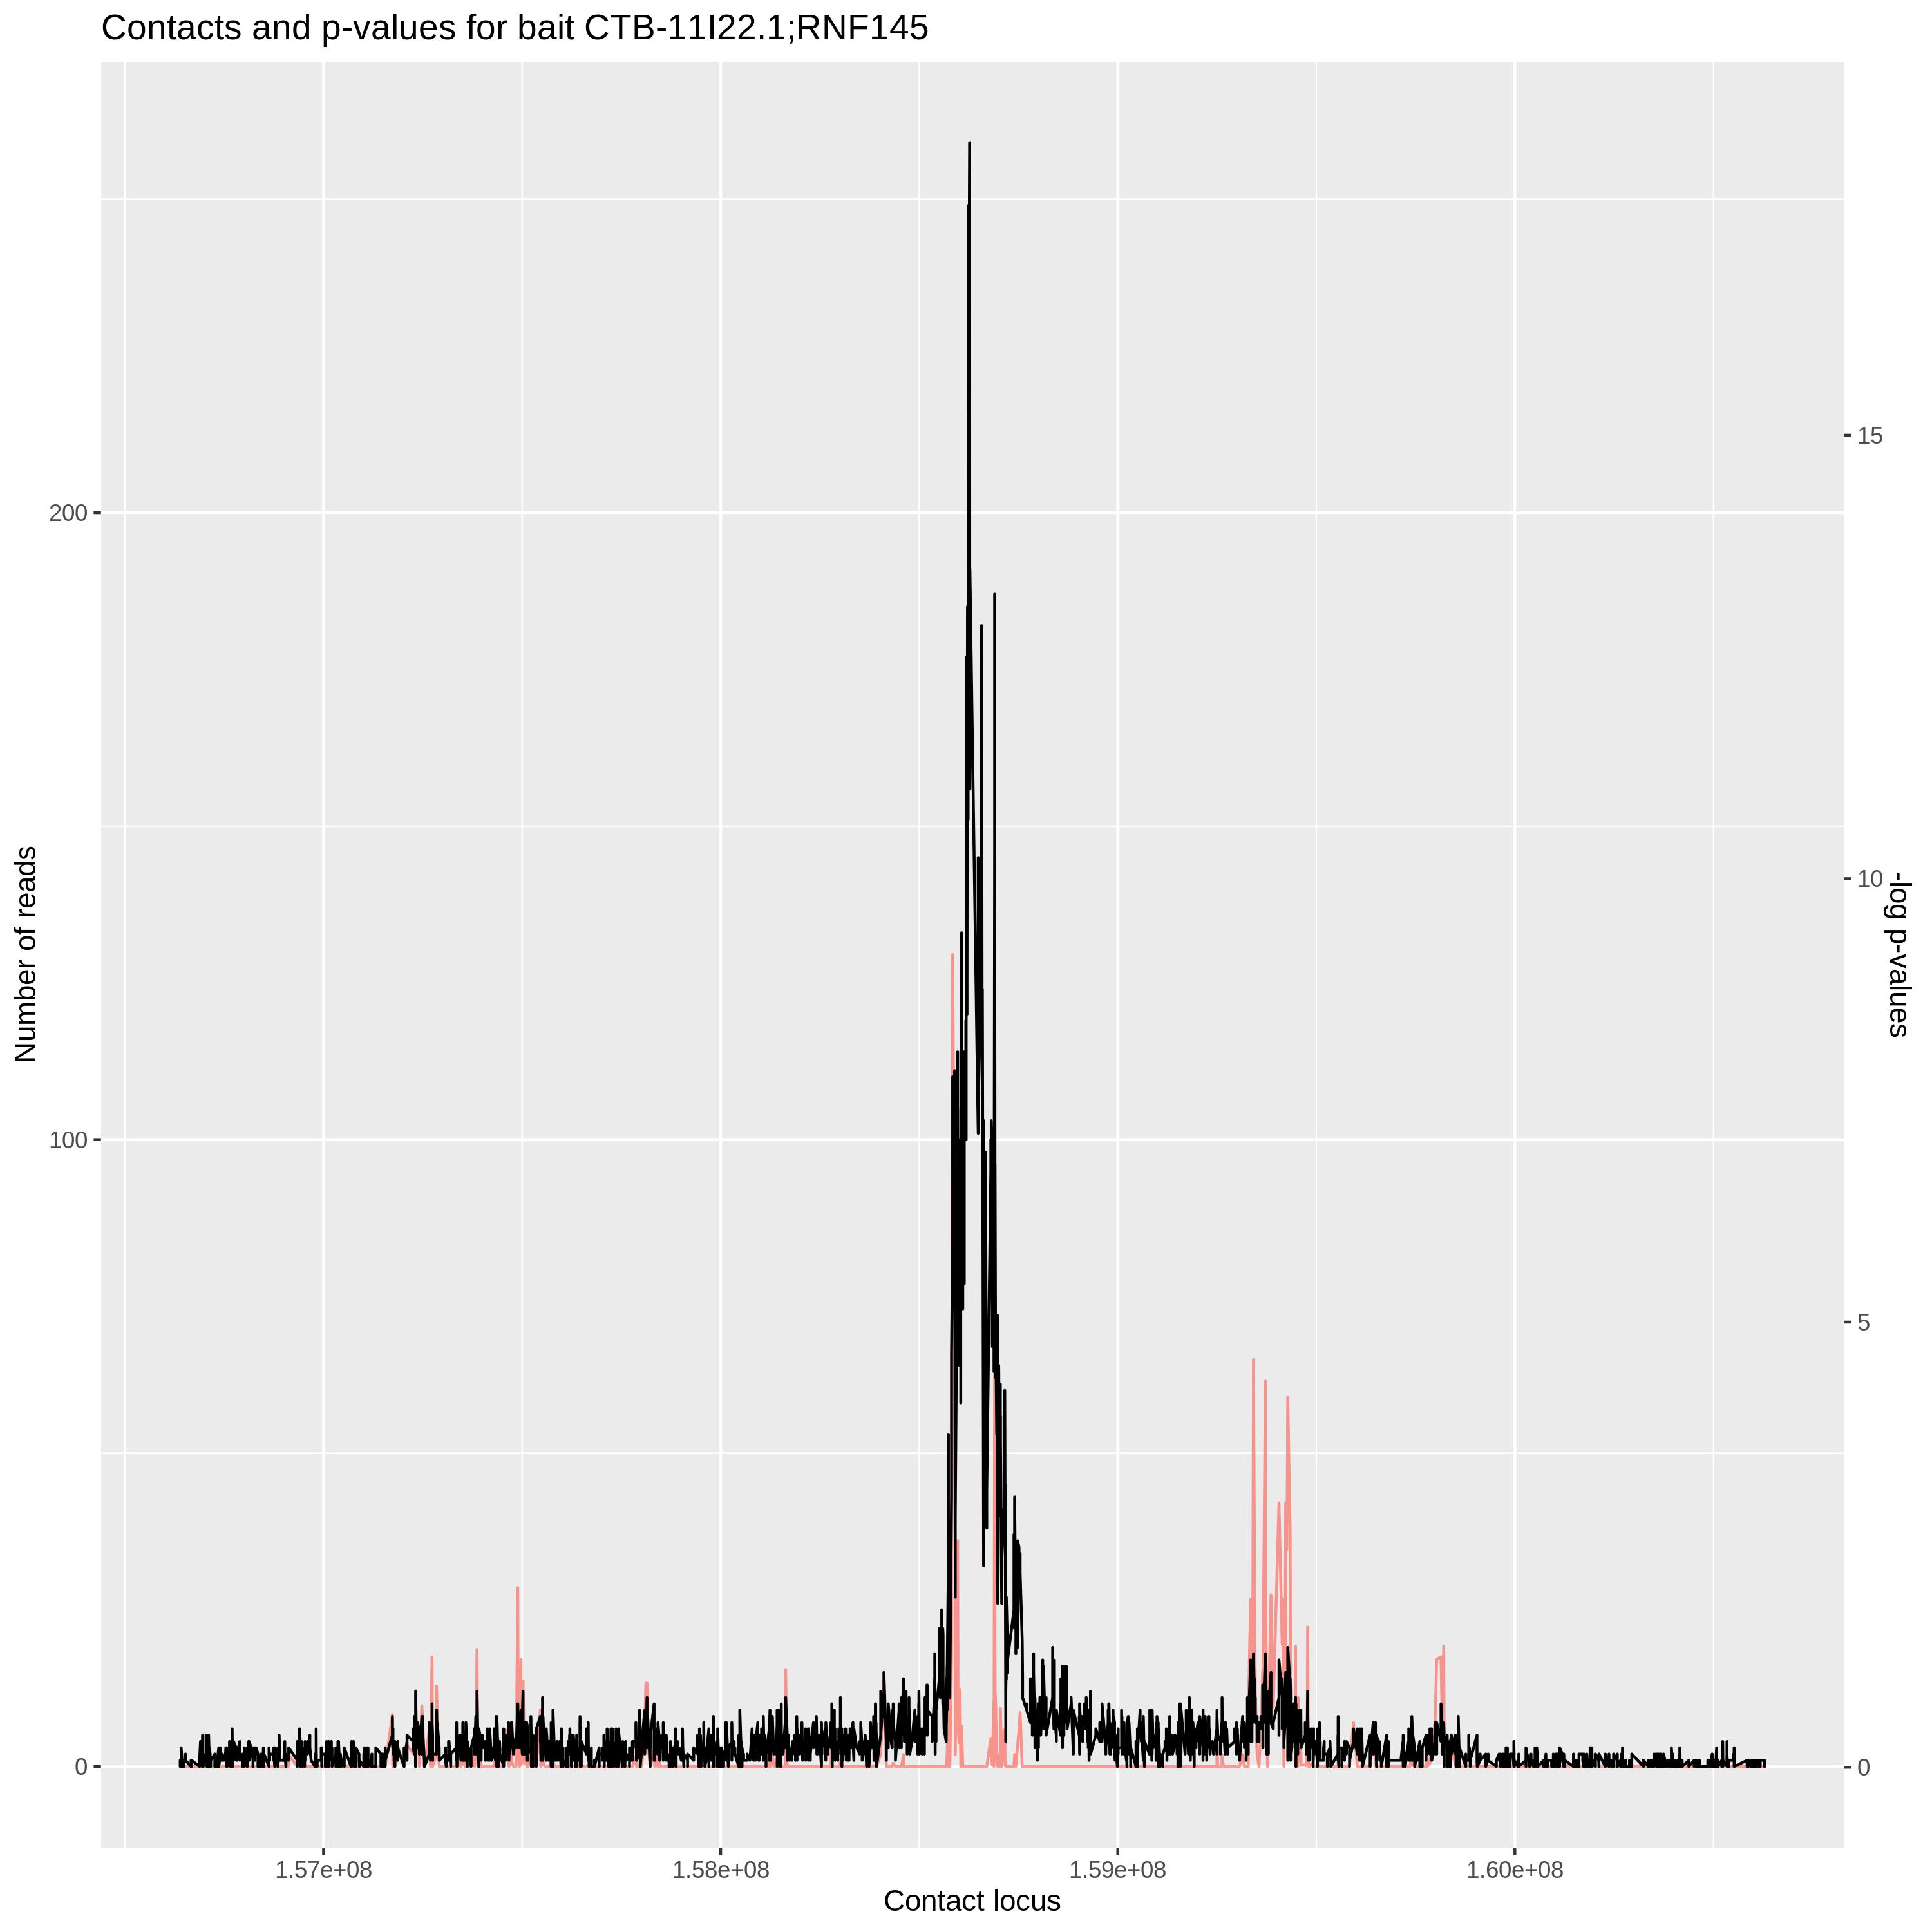 Contacts and p-values for bait CTB-11I22.1;RNF145
Number of reads
200
100
0
15
10
5
0
-log p-values
1.57e+08
1.58e+08
1.59e+08
1.60e+08
Contact locus